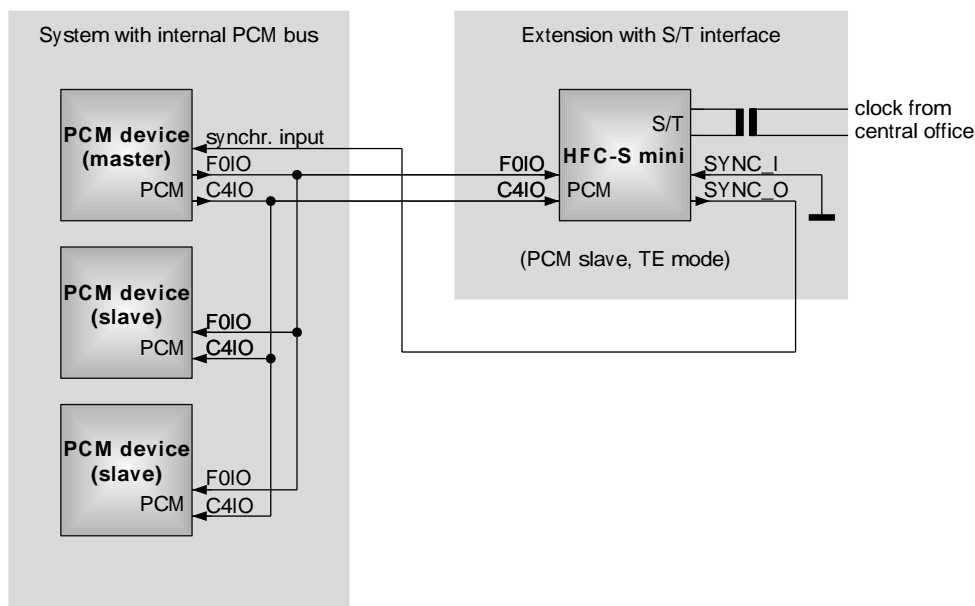 System with internal PCM bus
Extension with S/T interface
PCM device
(master)
PCM
synchr. input
F0IO
C4IO
F0IO
C4IO
S/T
HFC-S mini
PCM
SYNC_I
SYNC_O
clock from
central office
(PCM slave, TE mode)
PCM device
(slave)
PCM
F0IO
C4IO
PCM device
(slave)
PCM
F0IO
C4IO